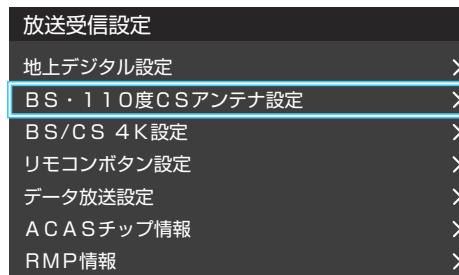 放送受信設定
地上デジタル設定
ＢＳ・１１０度ＣＳアンテナ設定
ＢＳ/ＣＳ ４Ｋ設定
リモコンボタン設定
データ放送設定
ＡＣＡＳチップ情報
ＲＭＰ情報